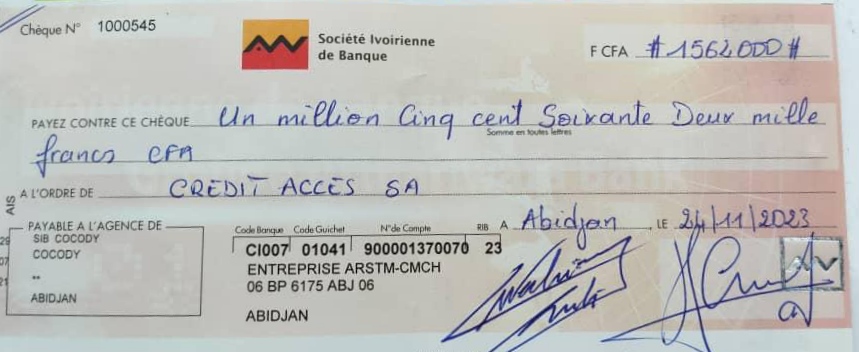 Chèque N° 1000545
Société Ivoirienne
de Banque
F CFA # 1562000 #
PAYEZ CONTRE CE CHÈQUE Un million Cinq cent Soixante Deux mille
Somme en toutes lettres
francs CFA
A L'ORDRE DE CREDIT ACCES SA
AIS
PAYABLE A L'AGENCE DE
SIB COCODY
COCODY
**
ABIDJAN
Code Banque Code Guichet N°de Compte RIB
CI007 01041 900001370070 23
ENTREPRISE ARSTM-CMCH
06 BP 6175 ABJ 06
ABIDJAN
A Abidjan LE 24/11/2023